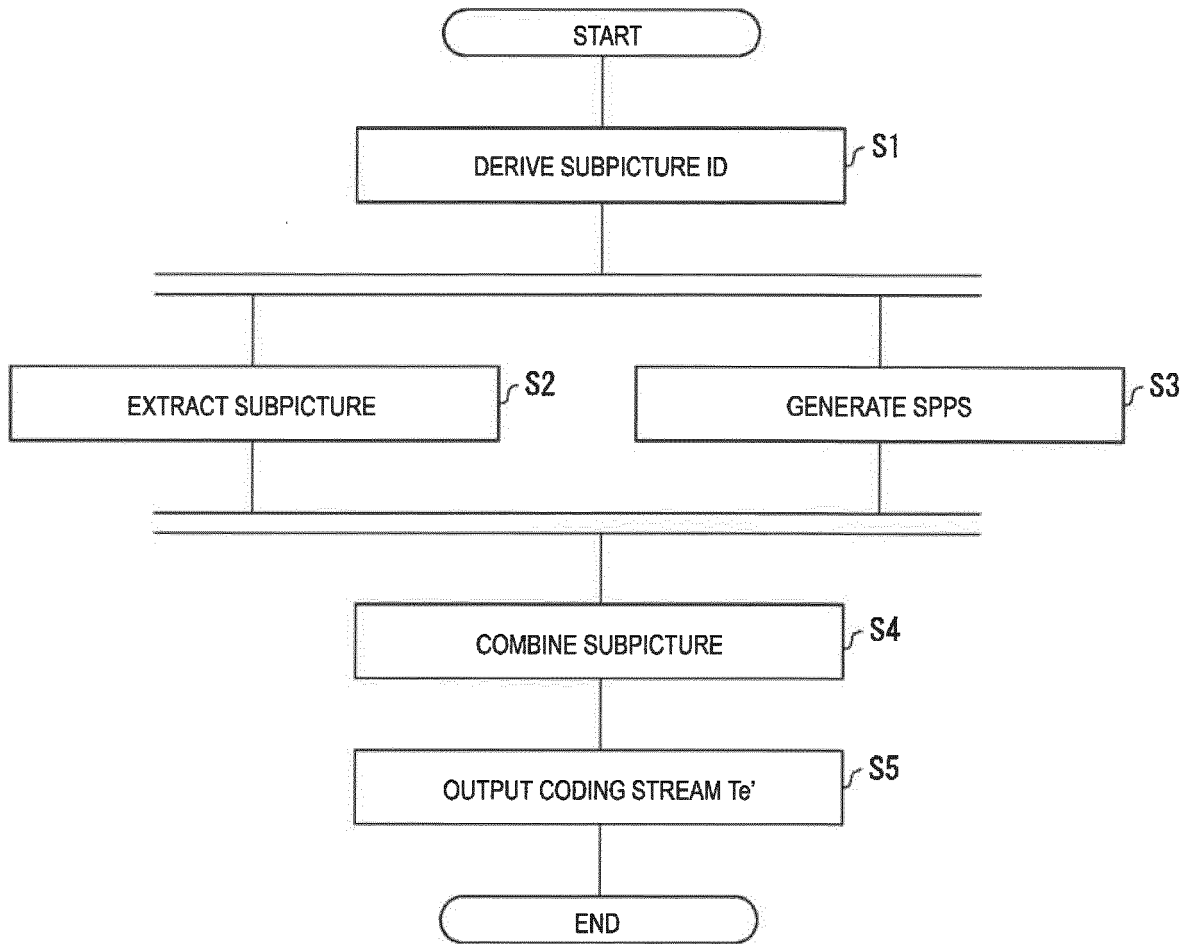 START
DERIVE SUBPICTURE ID
S1
EXTRACT SUBPICTURE
S2
GENERATE SPPS
S3
COMBINE SUBPICTURE
S4
OUTPUT CODING STREAM Te’
S5
END